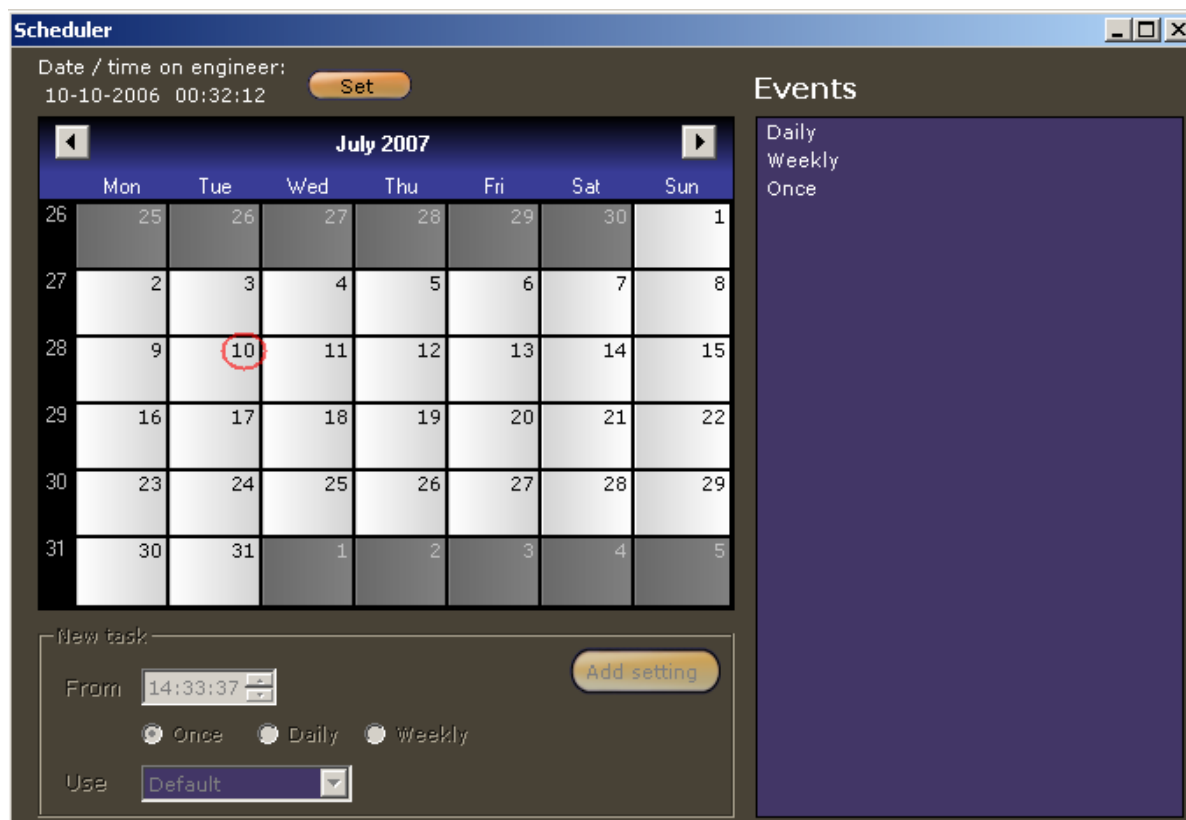 Scheduler
Date / time on engineer:
10-10-2006 00:32:12
Set
July 2007
Mon Tue Wed Thu Fri Sat Sun
26 25 26 27 28 29 30 1
27 2 3 4 5 6 7 8
28 9 10 11 12 13 14 15
29 16 17 18 19 20 21 22
30 23 24 25 26 27 28 29
31 30 31 1 2 3 4 5
New task
From 14:33:37
Add setting
Once Daily Weekly
Use Default
Events
Daily
Weekly
Once